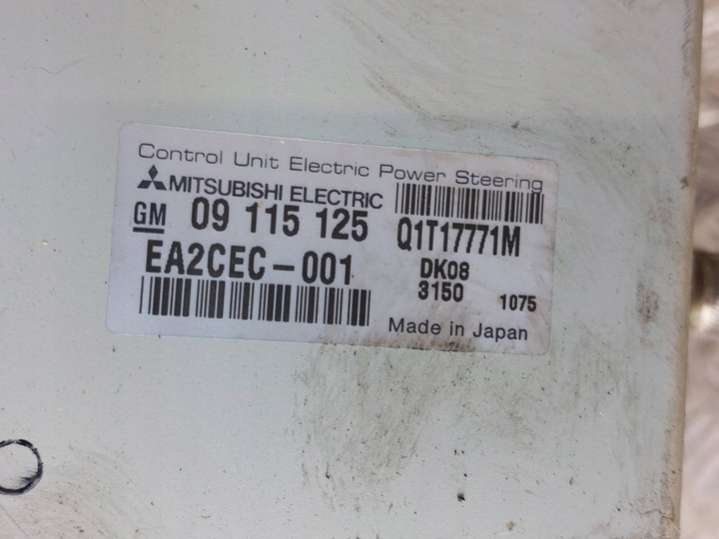 Control Unit Electric Power Steering
MITSUBISHI ELECTRIC
GM 09 115 125 Q1T17771M
EA2CEC-001 DK08
3150 1075
Made in Japan